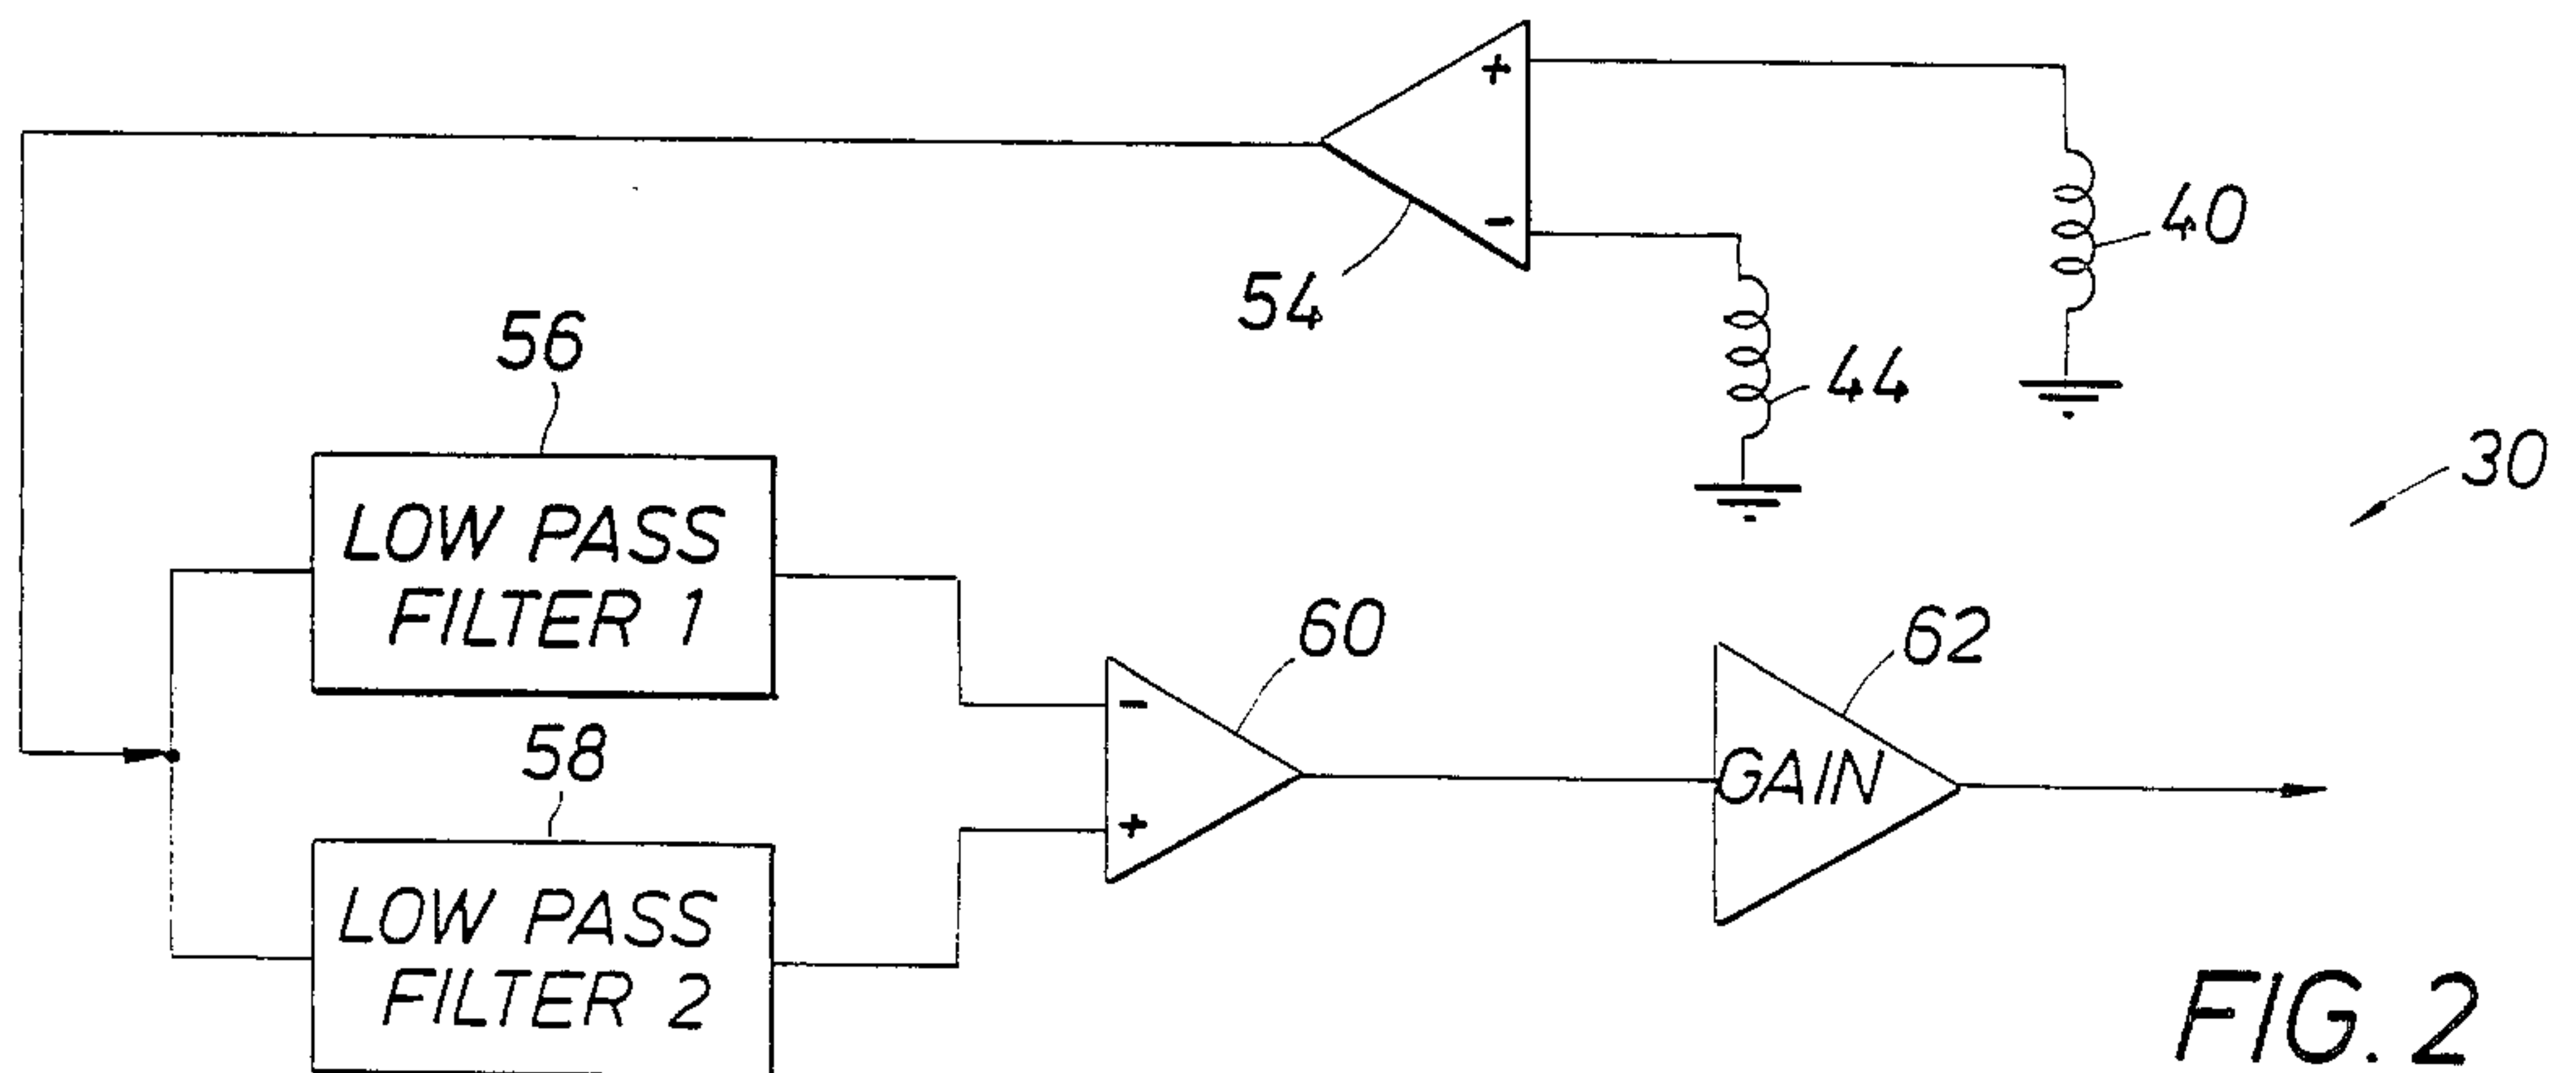 +
-
40
54
44
56
30
LOW PASS
FILTER 1
60
62
-
58
GAIN
+
LOW PASS
FILTER 2
FIG. 2